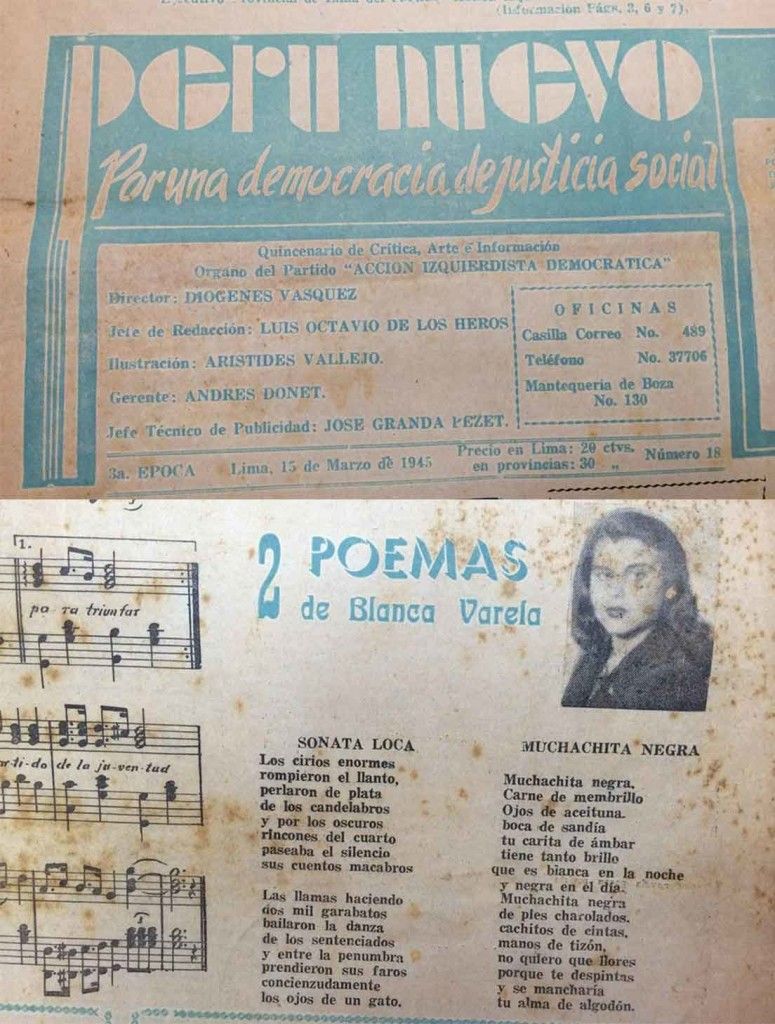 (Información Págs. 3, 6 y 7).
peru nuevo
Por una democracia de justicia social
Quincenario de Crítica, Arte e Información
Organo del Partido "ACCION IZQUIERDISTA DEMOCRATICA"
Director: DIOGENES VASQUEZ
Jefe de Redacción: LUIS OCTAVIO DE LOS HEROS
Ilustración: ARISTIDES VALLEJO.
Gerente: ANDRES DONET.
Jefe Técnico de Publicidad: JOSE GRANDA PEZET.
OFICINAS
Casilla Correo No. 489
Teléfono No. 37706
Mantequería de Boza
No. 130
3a. EPOCA Lima, 15 de Marzo de 1945 Precio en Lima: 20 ctvs.
en provincias: 30 „ Número 18
1.
pa ra triunfar
ti-do de la ju-ven-tud
3
2 POEMAS
de Blanca Varela
SONATA LOCA
Los cirios enormes
rompieron el llanto,
perlaron de plata
de los candelabros
y por los oscuros
rincones del cuarto
paseaba el silencio
sus cuentos macabros
Las llamas haciendo
dos mil garabatos
bailaron la danza
de los sentenciados
y entre la penumbra
prendieron sus faros
concienzudamente
los ojos de un gato.
MUCHACHITA NEGRA
Muchachita negra,
Carne de membrillo
Ojos de aceituna.
boca de sandía
tu carita de ámbar
tiene tanto brillo
que es blanca en la noche
y negra en el día.
Muchachita negra
de pies charolados.
cachitos de cintas.
manos de tizón,
no quiero que llores
porque te despintas
y se mancharía
tu alma de algodón.